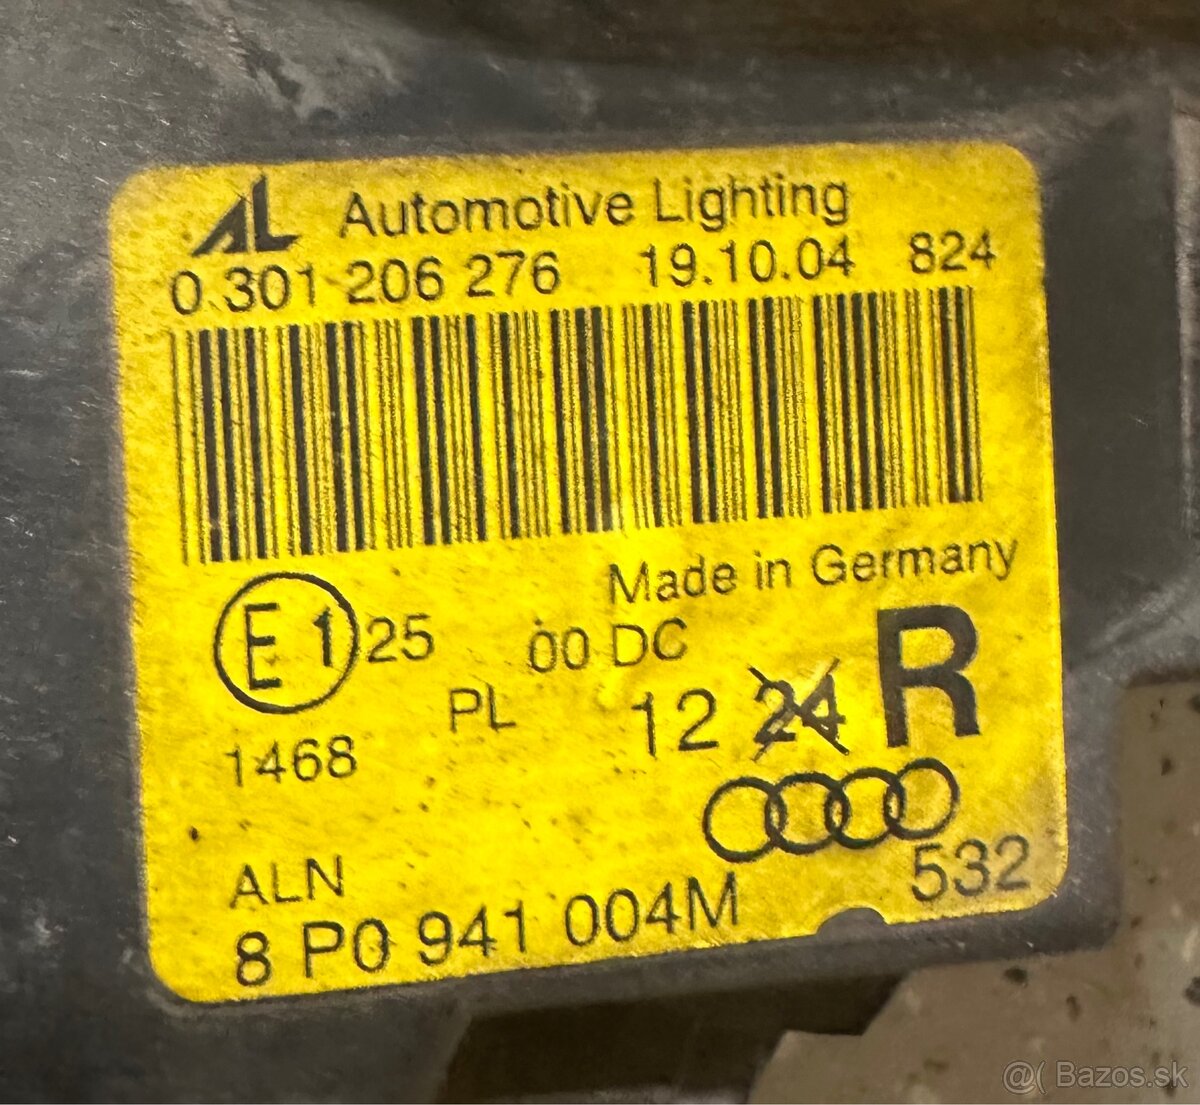 AL Automotive Lighting
0 301 206 276 19.10.04 824
Made in Germany
E1 25 00 DC
PL 12 24 R
1468
532
ALN
8 P0 941 004M
@( Bazos.sk